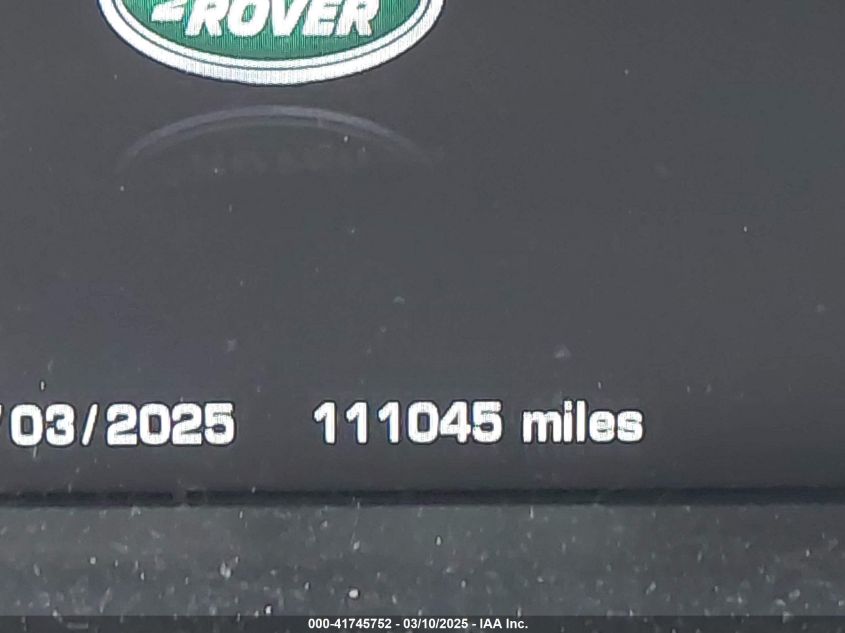 ROVER
/03/2025 111045 miles
000-41745752 - 03/10/2025 - IAA Inc.